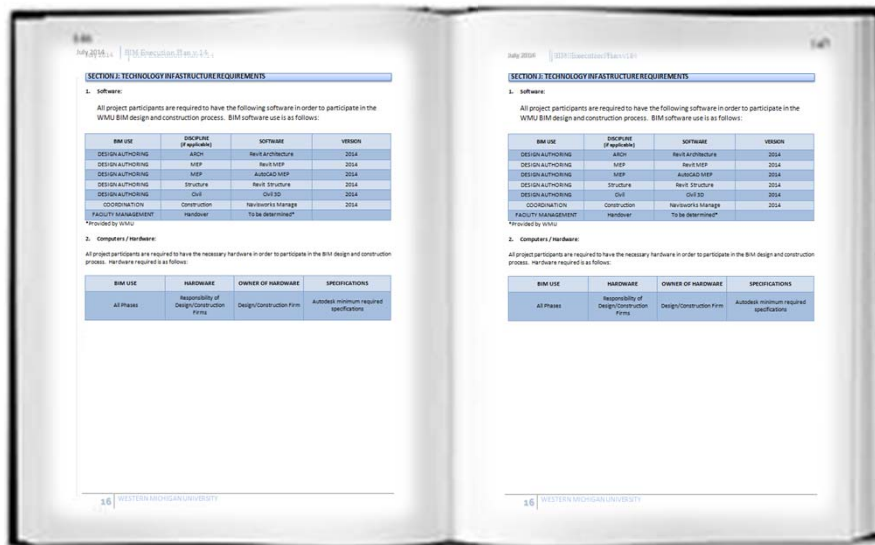 146
July 2014 BIM Execution Plan v.14
SECTION J: TECHNOLOGY INFASTRUCTURE REQUIREMENTS
1. Software:
All project participants are required to have the following software in order to participate in the
WMU BIM design and construction process. BIM software use is as follows:
BIM USE DISCIPLINE (if applicable) SOFTWARE VERSION
DESIGN AUTHORING ARCH Revit Architecture 2014
DESIGN AUTHORING MEP Revit MEP 2014
DESIGN AUTHORING MEP AutoCAD MEP 2014
DESIGN AUTHORING Structure Revit Structure 2014
DESIGN AUTHORING Civil Civil 3D 2014
COORDINATION Construction Navisworks Manage 2014
FACILITY MANAGEMENT Handover To be determined*
*Provided by WMU
2. Computers / Hardware:
All project participants are required to have the necessary hardware in order to participate in the BIM design and construction
process. Hardware required is as follows:
BIM USE HARDWARE OWNER OF HARDWARE SPECIFICATIONS
All Phases Responsibility of Design/Construction Firms Design/Construction Firm Autodesk minimum required specifications
16 WESTERN MICHIGAN UNIVERSITY
147
July 2014 BIM Execution Plan v.14
SECTION J: TECHNOLOGY INFASTRUCTURE REQUIREMENTS
1. Software:
All project participants are required to have the following software in order to participate in the
WMU BIM design and construction process. BIM software use is as follows:
BIM USE DISCIPLINE (if applicable) SOFTWARE VERSION
DESIGN AUTHORING ARCH Revit Architecture 2014
DESIGN AUTHORING MEP Revit MEP 2014
DESIGN AUTHORING MEP AutoCAD MEP 2014
DESIGN AUTHORING Structure Revit Structure 2014
DESIGN AUTHORING Civil Civil 3D 2014
COORDINATION Construction Navisworks Manage 2014
FACILITY MANAGEMENT Handover To be determined*
*Provided by WMU
2. Computers / Hardware:
All project participants are required to have the necessary hardware in order to participate in the BIM design and construction
process. Hardware required is as follows:
BIM USE HARDWARE OWNER OF HARDWARE SPECIFICATIONS
All Phases Responsibility of Design/Construction Firms Design/Construction Firm Autodesk minimum required specifications
16 WESTERN MICHIGAN UNIVERSITY